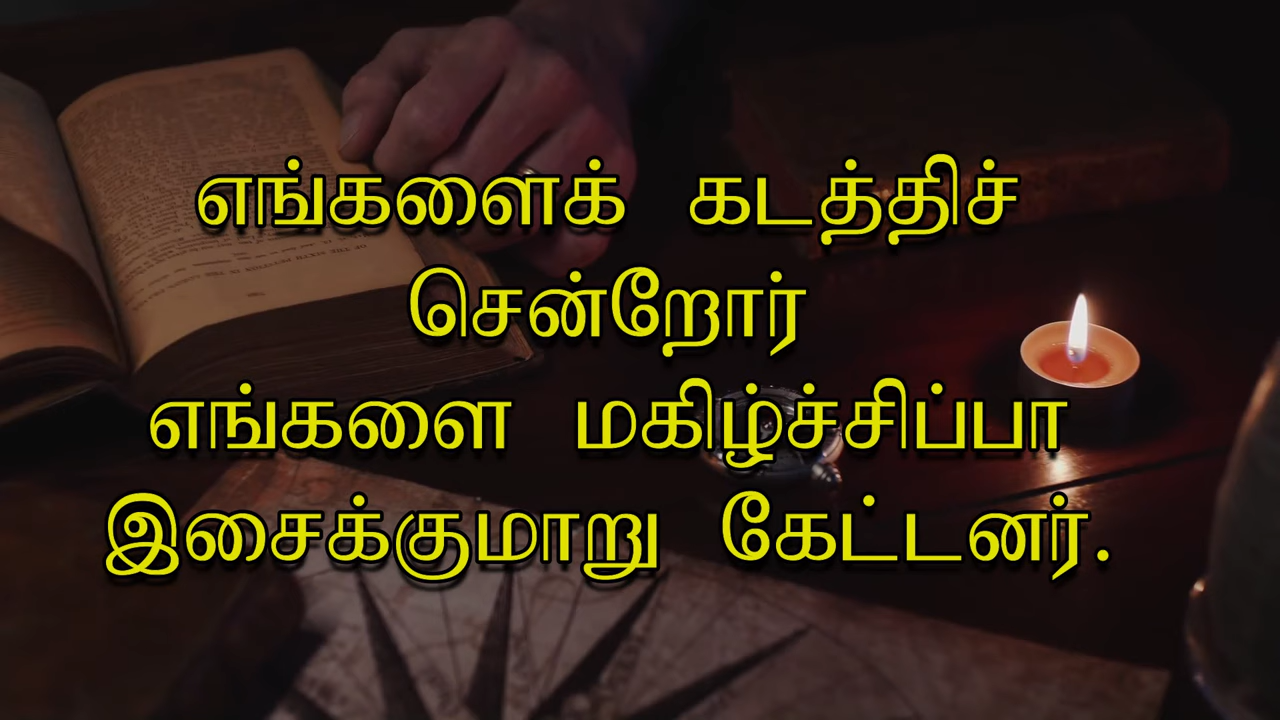 எங்களைக் கடத்திச்
சென்றோர்
எங்களை மகிழ்ச்சிப்பா
இசைக்குமாறு கேட்டனர்.